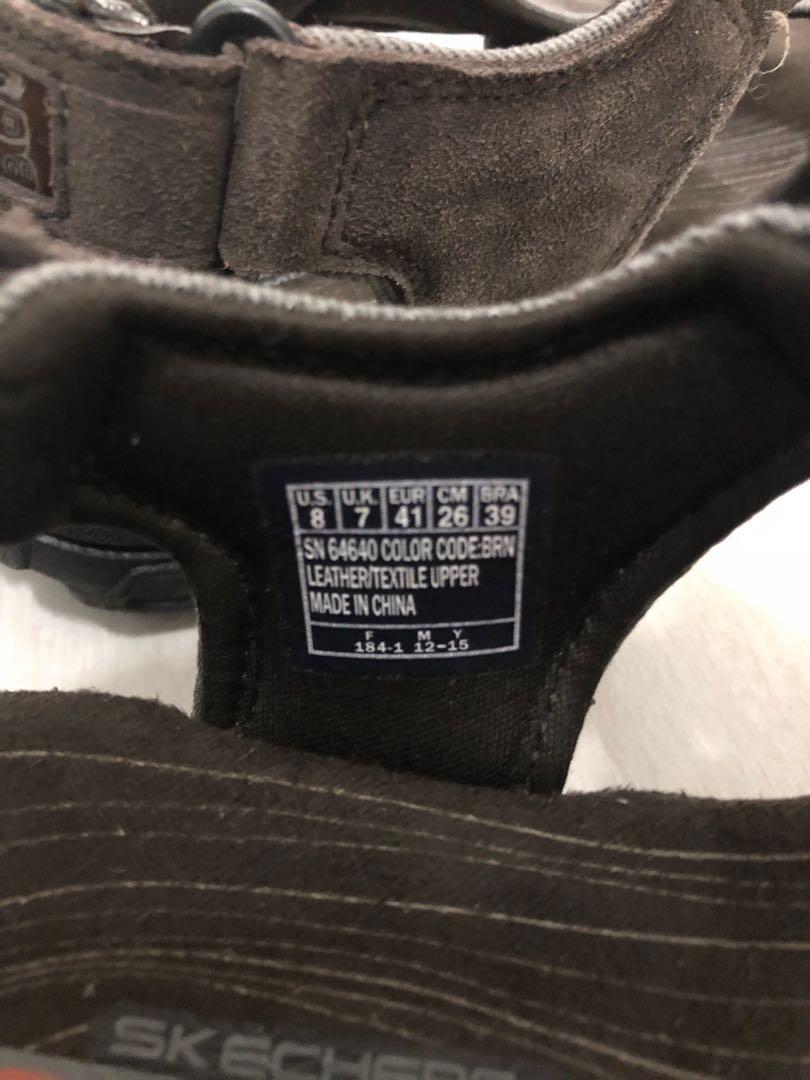 U.S. U.K. EUR CM BRA
8 7 41 26 39
SN 64640 COLOR CODE:BRN
LEATHER/TEXTILE UPPER
MADE IN CHINA
F M Y
184-1 12-15
SKECHERS